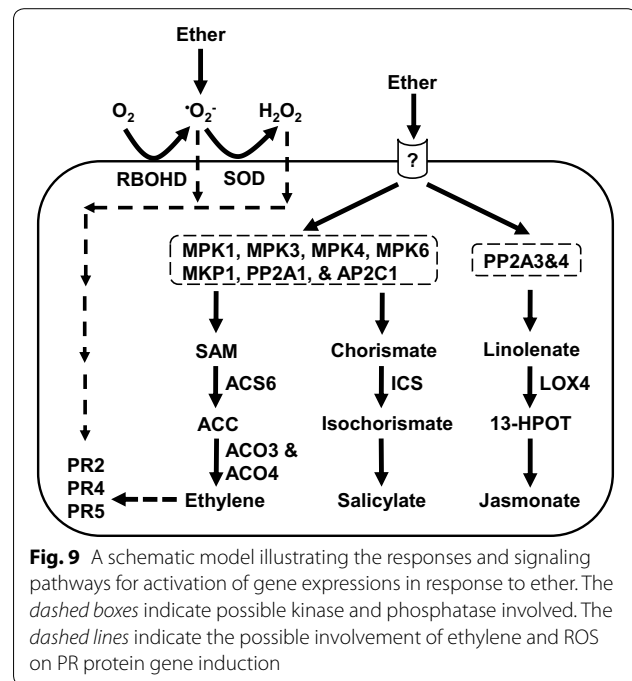 Ether
Ether
O₂ •O₂⁻ H₂O₂
?
RBOHD SOD
MPK1, MPK3, MPK4, MPK6
MKP1, PP2A1, & AP2C1
PP2A3&4
SAM Chorismate Linolenate
ACS6 ICS LOX4
ACC Isochorismate 13-HPOT
ACO3 &
ACO4
PR2
PR4
PR5
Ethylene Salicylate Jasmonate
Fig. 9 A schematic model illustrating the responses and signaling
pathways for activation of gene expressions in response to ether. The
dashed boxes indicate possible kinase and phosphatase involved. The
dashed lines indicate the possible involvement of ethylene and ROS
on PR protein gene induction